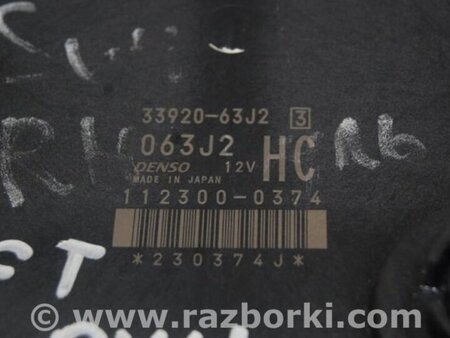 33920-63J2 3
063J2 HC
DENSO 12V
MADE IN JAPAN
112300-0374
*230374J*
© www.razborki.com